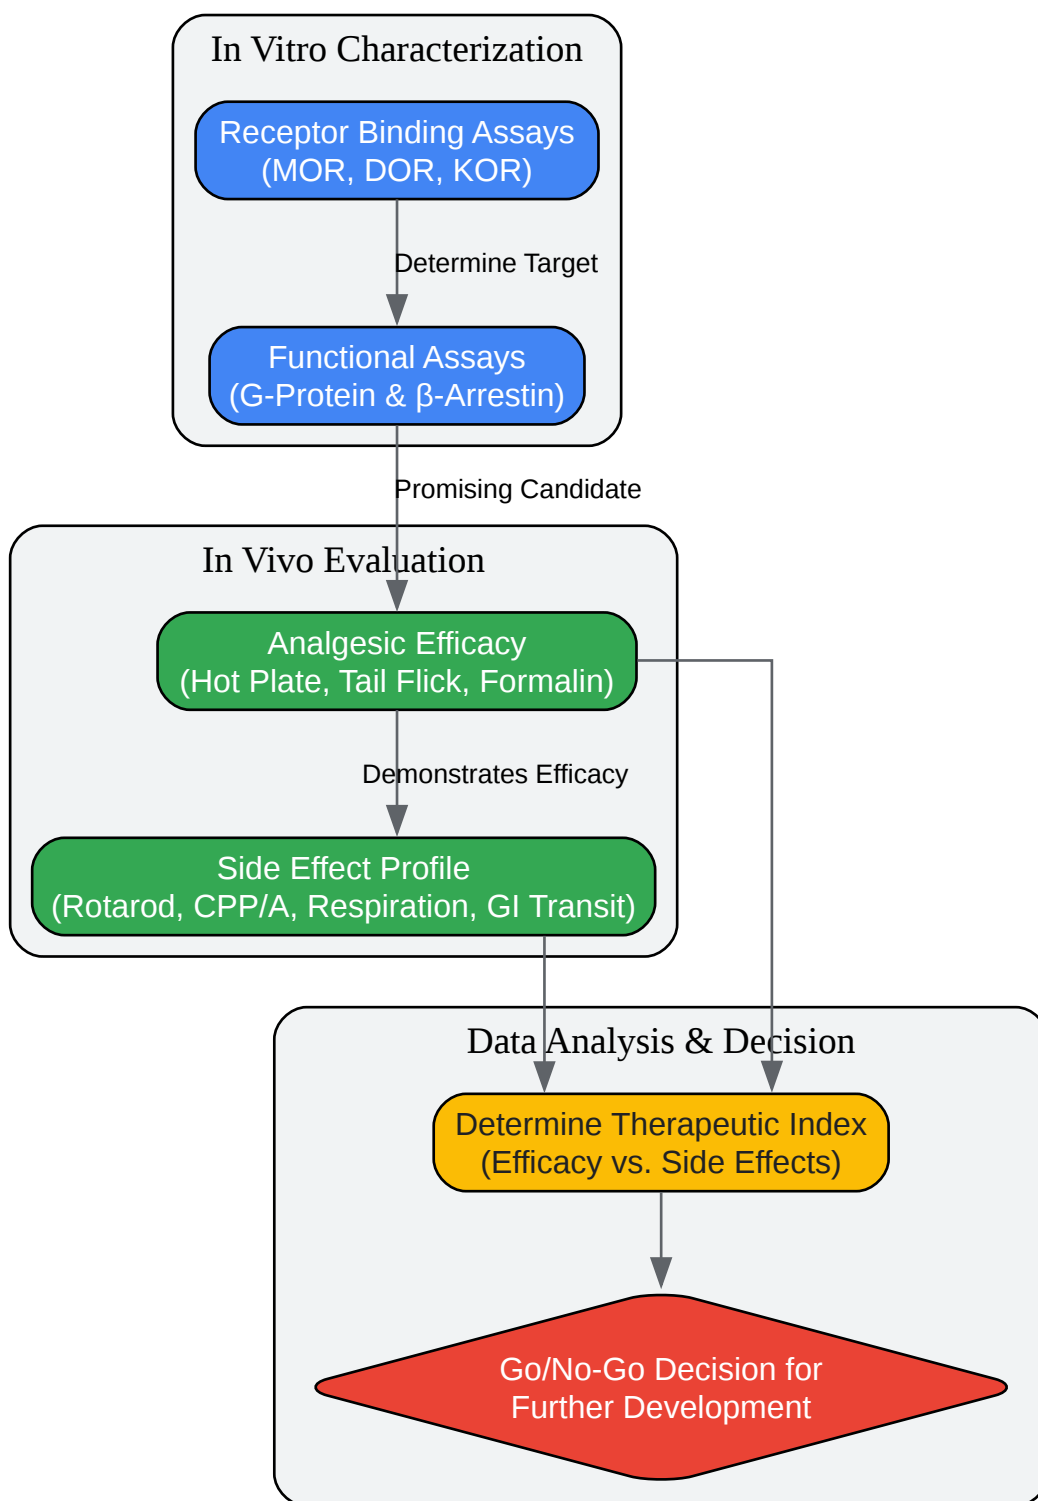 In Vitro Characterization
Receptor Binding Assays
(MOR, DOR, KOR)
Determine Target
Functional Assays
(G-Protein & β-Arrestin)
Promising Candidate
In Vivo Evaluation
Analgesic Efficacy
(Hot Plate, Tail Flick, Formalin)
Demonstrates Efficacy
Side Effect Profile
(Rotarod, CPP/A, Respiration, GI Transit)
Data Analysis & Decision
Determine Therapeutic Index
(Efficacy vs. Side Effects)
Go/No-Go Decision for
Further Development